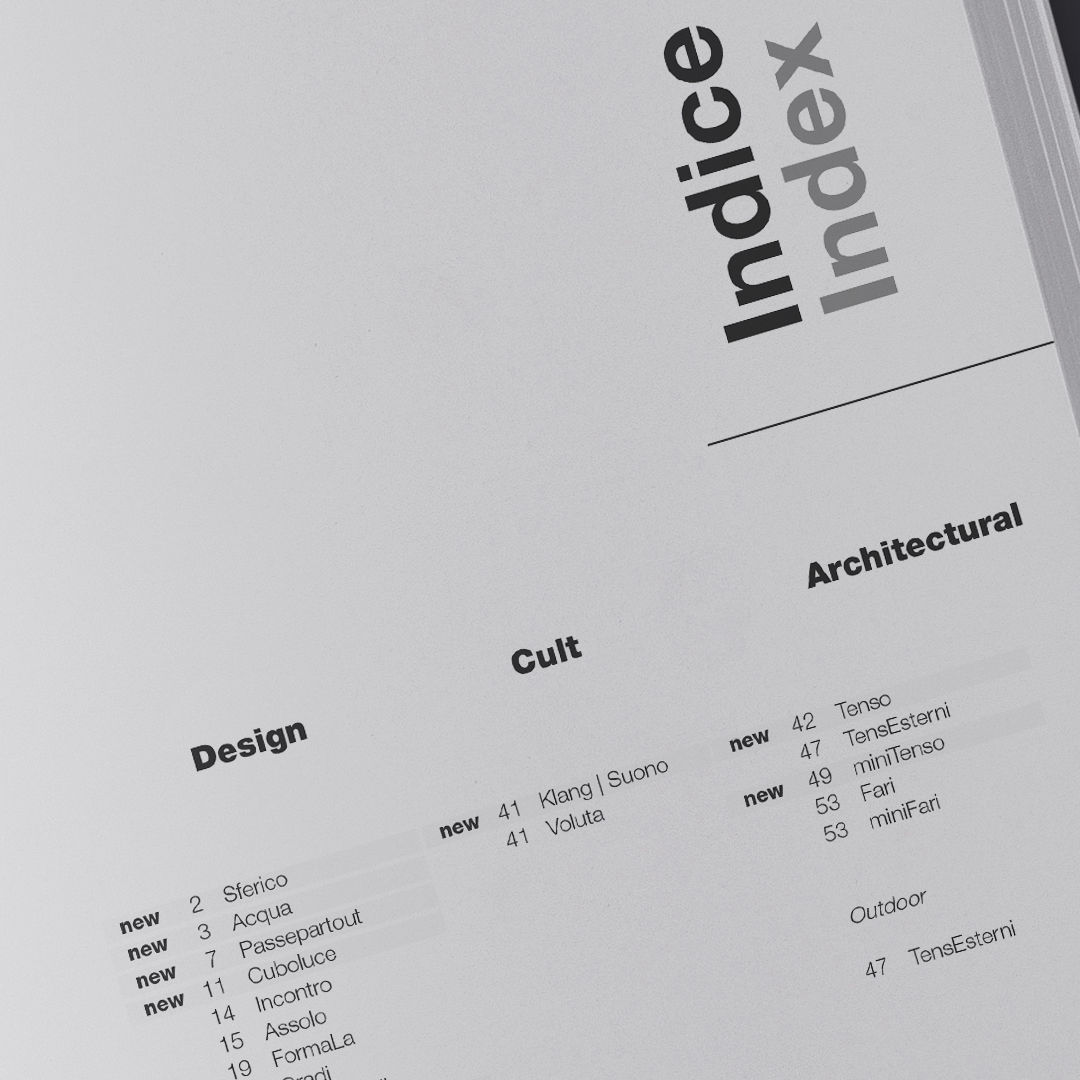 Indice
Index
Design
new 2 Sferico
new 3 Acqua
new 7 Passepartout
new 11 Cuboluce
14 Incontro
15 Assolo
19 FormaLa
Cult
new 41 Klang | Suono
41 Voluta
Architectural
new 42 Tenso
47 TensEsterni
new 49 miniTenso
53 Fari
53 miniFari
Outdoor
47 TensEsterni